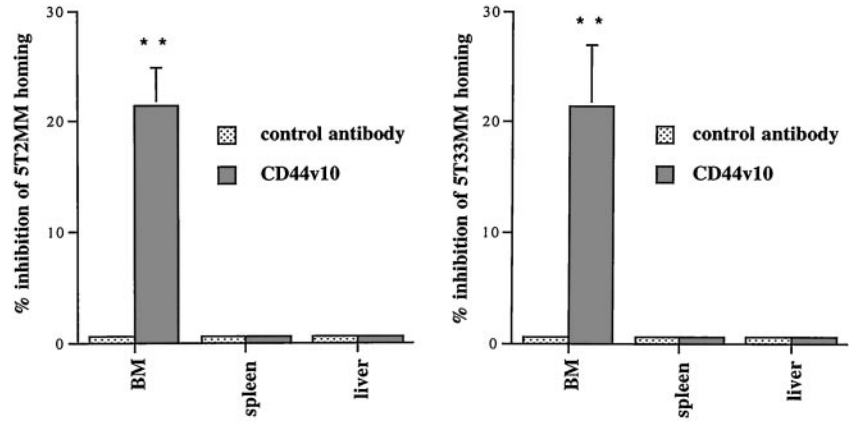 % inhibition of 5T2MM homing
30
20
10
0
* *
control antibody
CD44v10
BM
spleen
liver
% inhibition of 5T33MM homing
30
20
10
0
* *
control antibody
CD44v10
BM
spleen
liver